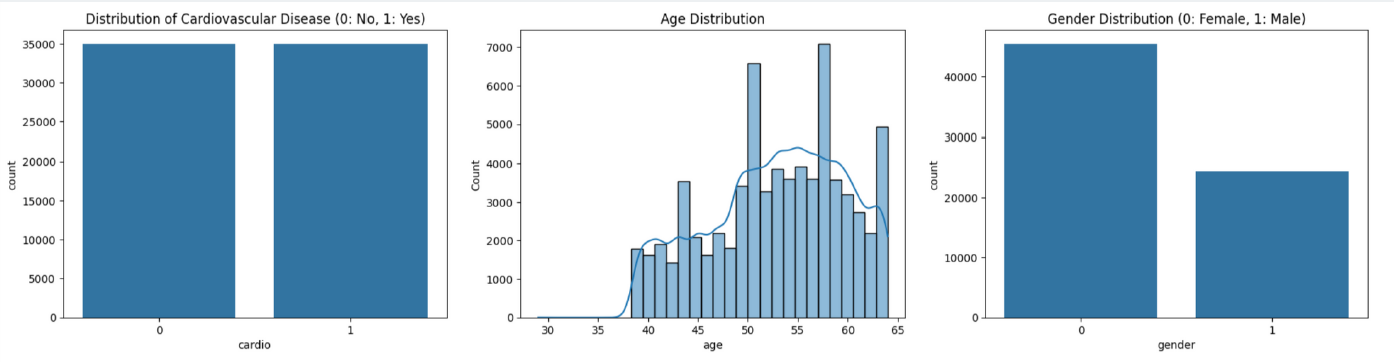 Distribution of Cardiovascular Disease (0: No, 1: Yes)
35000
30000
25000
20000
15000
10000
5000
0
count
0 1
cardio
Age Distribution
7000
6000
5000
4000
3000
2000
1000
0
Count
30 35 40 45 50 55 60 65
age
Gender Distribution (0: Female, 1: Male)
40000
30000
20000
10000
0
count
0 1
gender